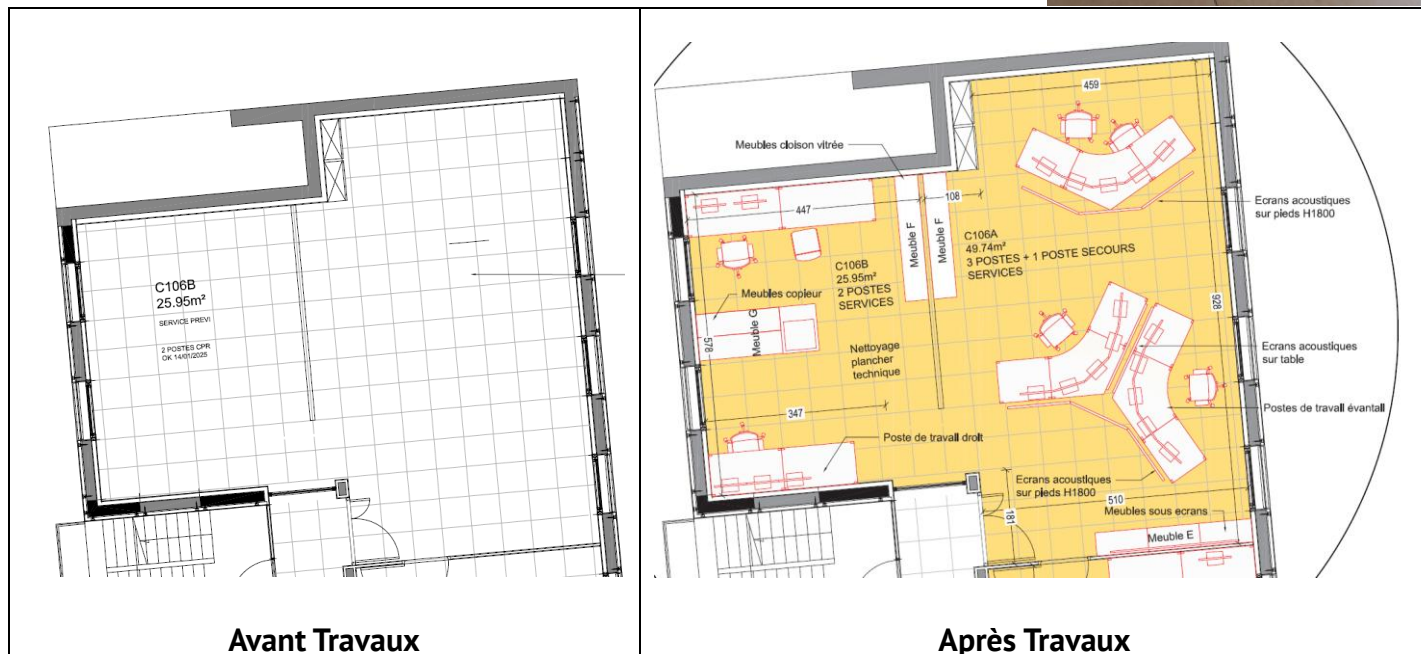 C106B
25.95m²
SERVICE PREVI
2 POSTES CPR
OK 14/01/2025
Avant Travaux
459
Meubles cloison vitrée
447
108
Ecrans acoustiques
sur pieds H1800
Meuble F
Meuble F
C106A
49.74m²
3 POSTES + 1 POSTE SECOURS
SERVICES
C106B
25.95m²
2 POSTES
SERVICES
Meubles copieur
Meuble G
578
928
Nettoyage
plancher
technique
Ecrans acoustiques
sur table
347
Postes de travail évantail
Poste de travail droit
Ecrans acoustiques
sur pieds H1800
510
181
Meubles sous ecrans
Meuble E
Après Travaux